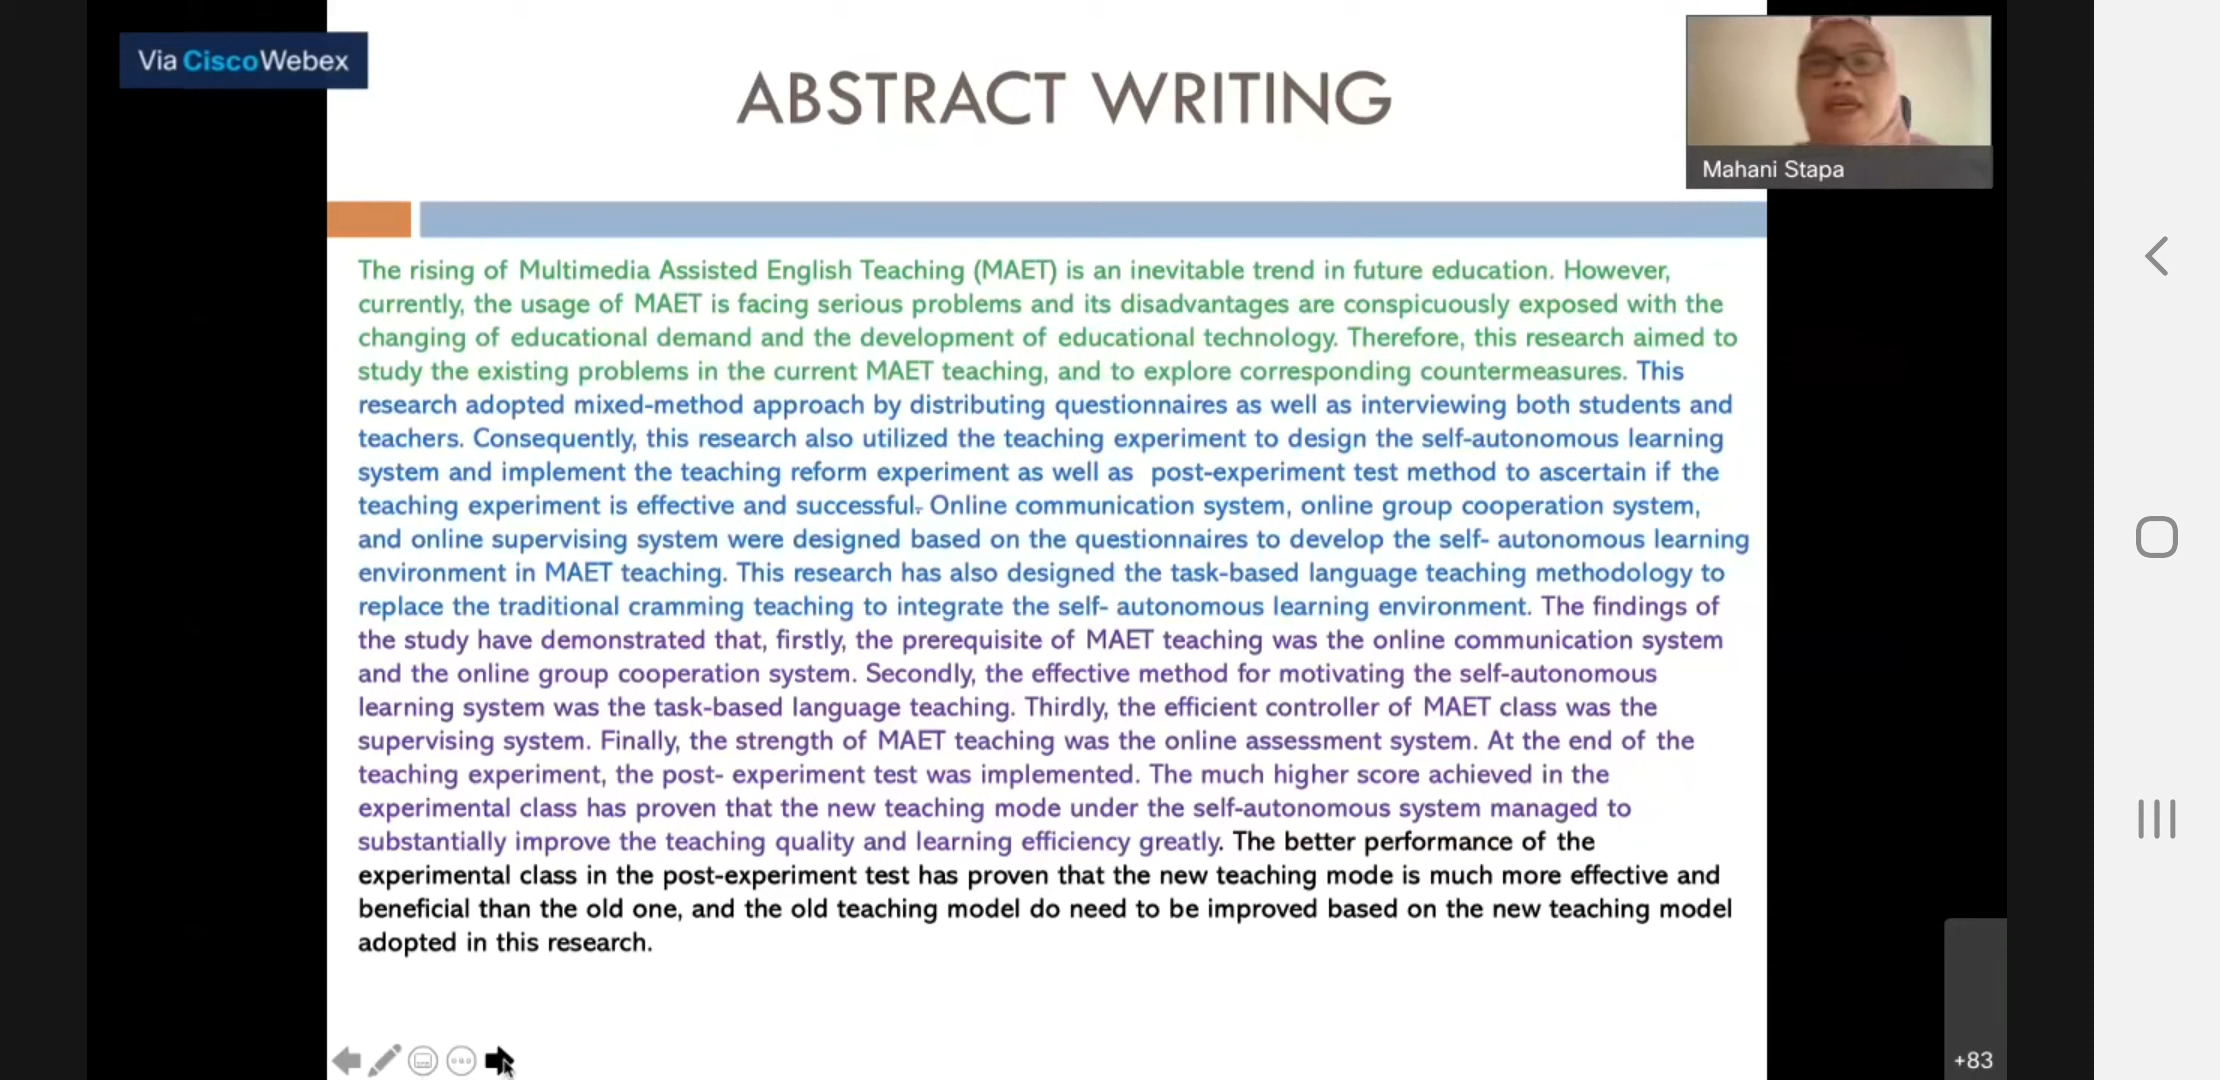 Via CiscoWebex
ABSTRACT WRITING
Mahani Stapa
The rising of Multimedia Assisted English Teaching (MAET) is an inevitable trend in future education. However,
currently, the usage of MAET is facing serious problems and its disadvantages are conspicuously exposed with the
changing of educational demand and the development of educational technology. Therefore, this research aimed to
study the existing problems in the current MAET teaching, and to explore corresponding countermeasures. This
research adopted mixed-method approach by distributing questionnaires as well as interviewing both students and
teachers. Consequently, this research also utilized the teaching experiment to design the self-autonomous learning
system and implement the teaching reform experiment as well as  post-experiment test method to ascertain if the
teaching experiment is effective and successful. Online communication system, online group cooperation system,
and online supervising system were designed based on the questionnaires to develop the self- autonomous learning
environment in MAET teaching. This research has also designed the task-based language teaching methodology to
replace the traditional cramming teaching to integrate the self- autonomous learning environment. The findings of
the study have demonstrated that, firstly, the prerequisite of MAET teaching was the online communication system
and the online group cooperation system. Secondly, the effective method for motivating the self-autonomous
learning system was the task-based language teaching. Thirdly, the efficient controller of MAET class was the
supervising system. Finally, the strength of MAET teaching was the online assessment system. At the end of the
teaching experiment, the post- experiment test was implemented. The much higher score achieved in the
experimental class has proven that the new teaching mode under the self-autonomous system managed to
substantially improve the teaching quality and learning efficiency greatly. The better performance of the
experimental class in the post-experiment test has proven that the new teaching mode is much more effective and
beneficial than the old one, and the old teaching model do need to be improved based on the new teaching model
adopted in this research.
+83